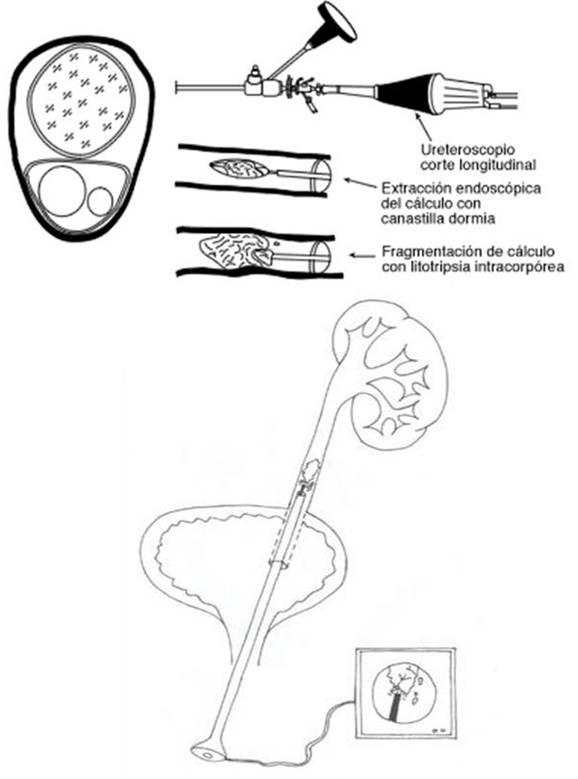 Ureteroscopio
corte longitudinal
Extracción endoscópica
del cálculo con
canastilla dormia
Fragmentación de cálculo
con litotripsia intracorpórea